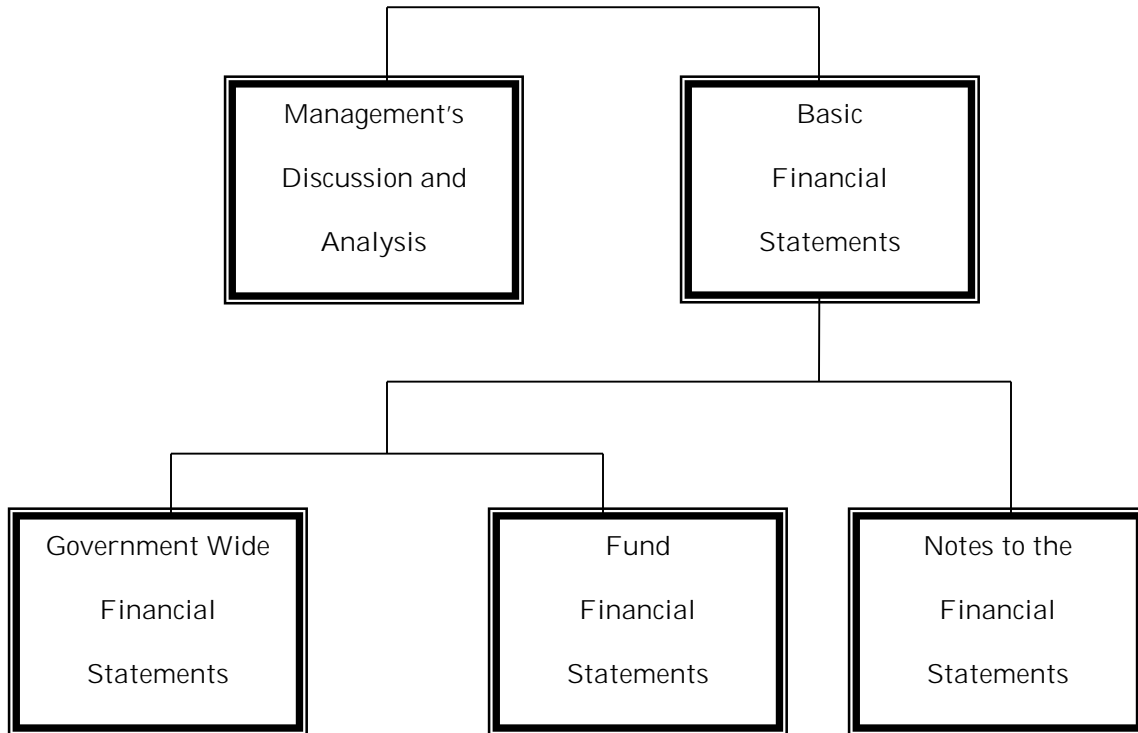 Management's
Discussion and
Analysis
Basic
Financial
Statements
Government Wide
Financial
Statements
Fund
Financial
Statements
Notes to the
Financial
Statements